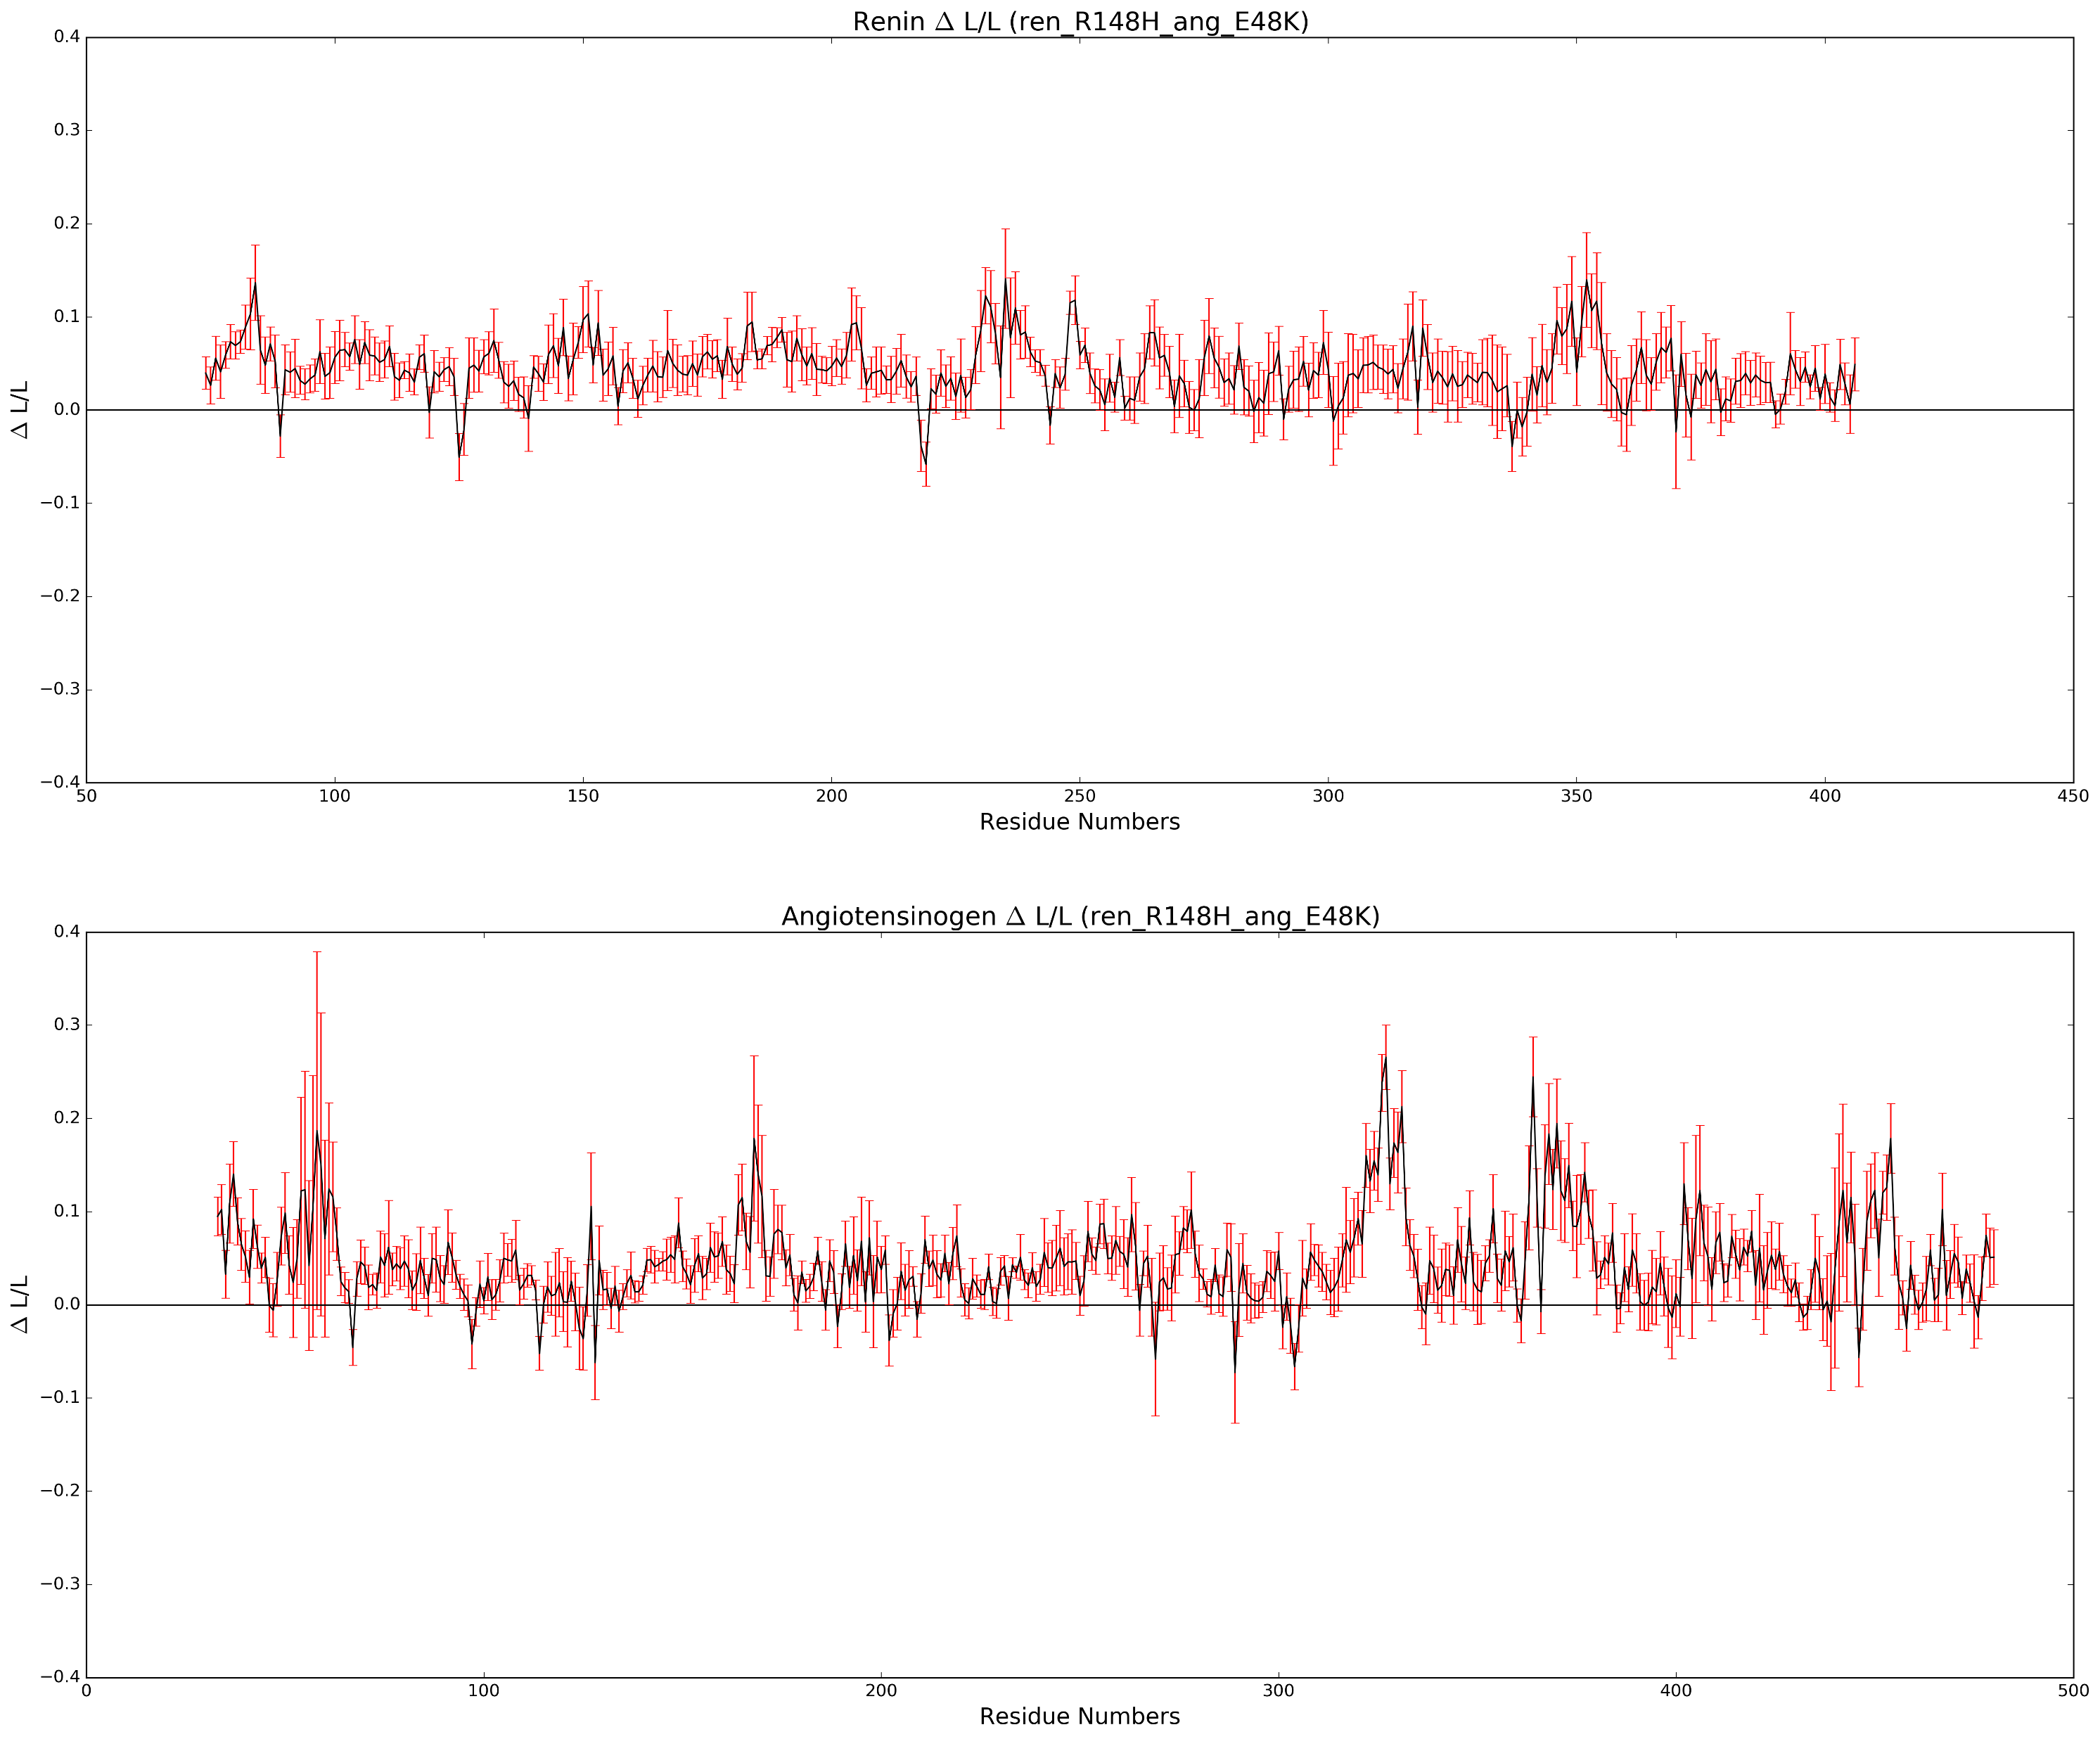 Renin Δ L/L (ren_R148H_ang_E48K)
0.4
0.3
0.2
0.1
0.0
−0.1
−0.2
−0.3
−0.4
Δ L/L
50 100 150 200 250 300 350 400 450
Residue Numbers
Angiotensinogen Δ L/L (ren_R148H_ang_E48K)
0.4
0.3
0.2
0.1
0.0
−0.1
−0.2
−0.3
−0.4
Δ L/L
0 100 200 300 400 500
Residue Numbers